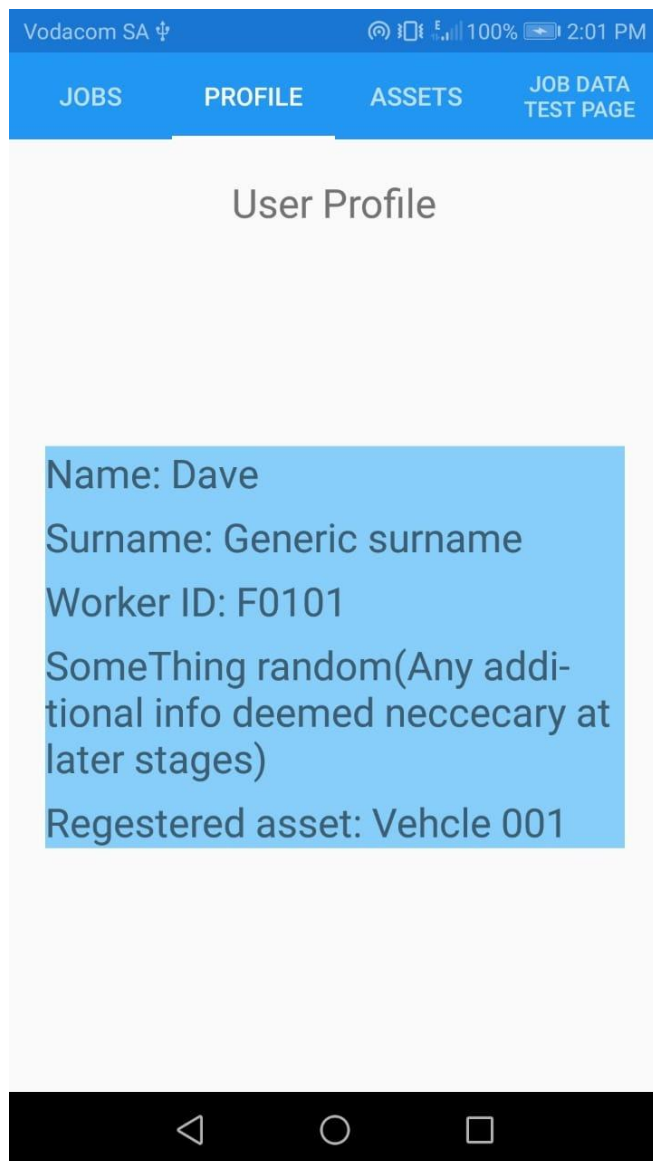 Vodacom SA 100% 2:01 PM
JOBS PROFILE ASSETS JOB DATA
TEST PAGE
User Profile
Name: Dave
Surname: Generic surname
Worker ID: F0101
SomeThing random(Any addi-
tional info deemed neccecary at
later stages)
Regestered asset: Vehcle 001